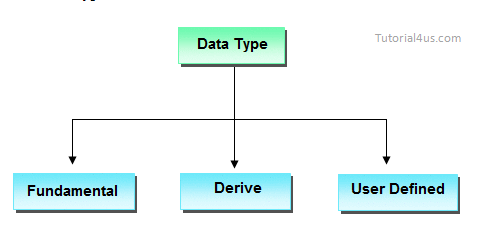 Data Type
Tutorial4us.com
Fundamental
Derive
User Defined